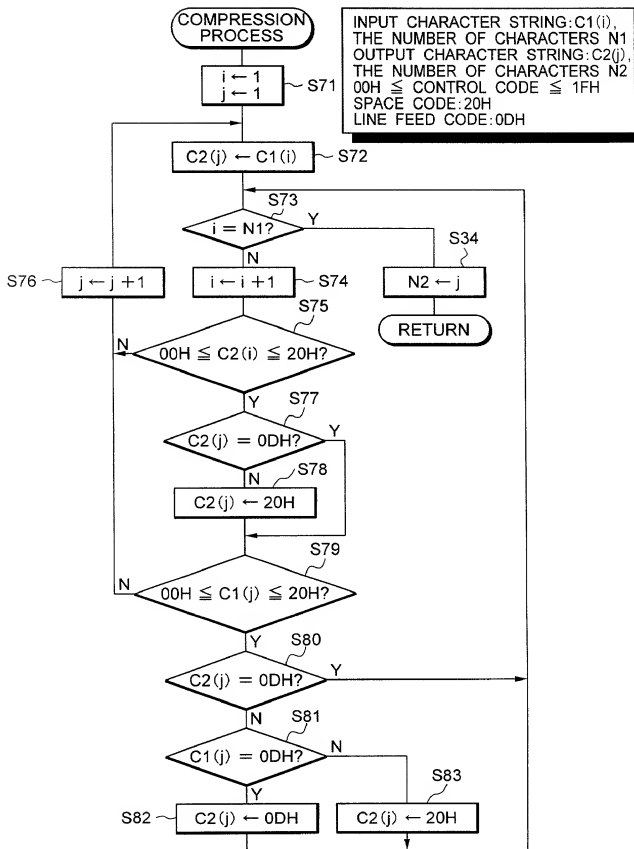 COMPRESSION
PROCESS
INPUT CHARACTER STRING:C1(i),
THE NUMBER OF CHARACTERS N1
OUTPUT CHARACTER STRING:C2(j),
THE NUMBER OF CHARACTERS N2
00H ≦ CONTROL CODE ≦ 1FH
SPACE CODE:20H
LINE FEED CODE:0DH
i ← 1
j ← 1
S71
C2(j) ← C1(i)
S72
S73
i = N1?
Y
N
S76
j ← j +1
i ← i +1
S74
S34
N2 ← j
RETURN
S75
00H ≦ C2(i) ≦ 20H?
N
Y
S77
C2(j) = 0DH?
Y
N
S78
C2(j) ← 20H
S79
00H ≦ C1(j) ≦ 20H?
N
Y
S80
C2(j) = 0DH?
Y
N
S81
C1(j) = 0DH?
N
Y
S82
C2(j) ← 0DH
S83
C2(j) ← 20H